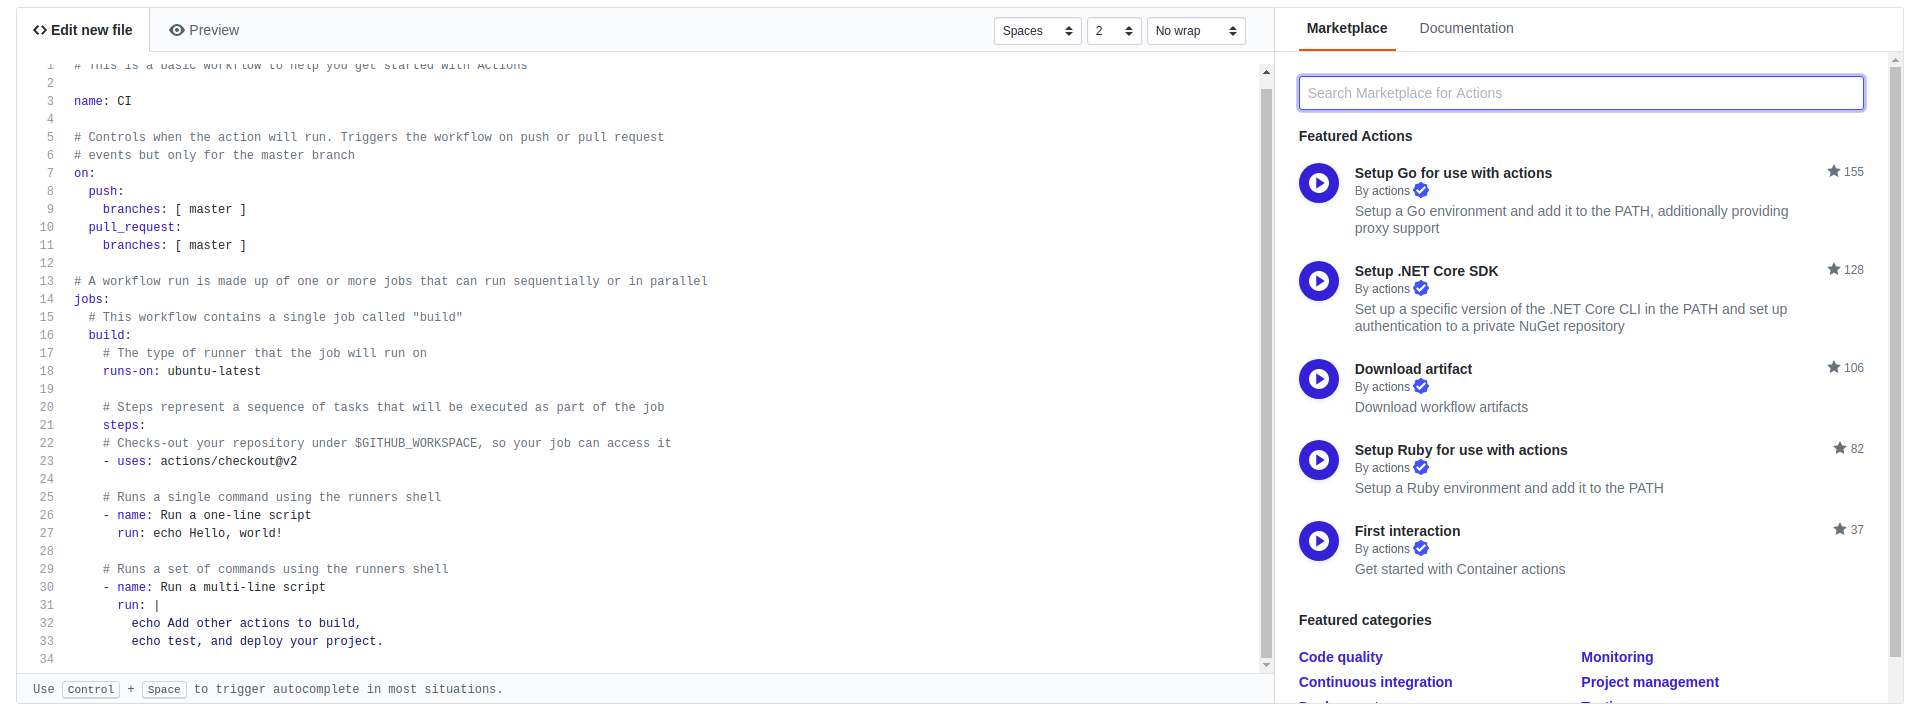 Edit new file
Preview
Spaces
2
No wrap
1 # This is a basic workflow to help you get started with Actions
2
3 name: CI
4
5 # Controls when the action will run. Triggers the workflow on push or pull request
6 # events but only for the master branch
7 on:
8   push:
9     branches: [ master ]
10   pull_request:
11     branches: [ master ]
12
13 # A workflow run is made up of one or more jobs that can run sequentially or in parallel
14 jobs:
15   # This workflow contains a single job called "build"
16   build:
17     # The type of runner that the job will run on
18     runs-on: ubuntu-latest
19
20     # Steps represent a sequence of tasks that will be executed as part of the job
21     steps:
22     # Checks-out your repository under $GITHUB_WORKSPACE, so your job can access it
23     - uses: actions/checkout@v2
24
25     # Runs a single command using the runners shell
26     - name: Run a one-line script
27       run: echo Hello, world!
28
29     # Runs a set of commands using the runners shell
30     - name: Run a multi-line script
31       run: |
32         echo Add other actions to build,
33         echo test, and deploy your project.
34
Use Control + Space to trigger autocomplete in most situations.
Marketplace
Documentation
Search Marketplace for Actions
Featured Actions
Setup Go for use with actions
155
By actions
Setup a Go environment and add it to the PATH, additionally providing
proxy support
Setup .NET Core SDK
128
By actions
Set up a specific version of the .NET Core CLI in the PATH and set up
authentication to a private NuGet repository
Download artifact
106
By actions
Download workflow artifacts
Setup Ruby for use with actions
82
By actions
Setup a Ruby environment and add it to the PATH
First interaction
37
By actions
Get started with Container actions
Featured categories
Code quality
Monitoring
Continuous integration
Project management